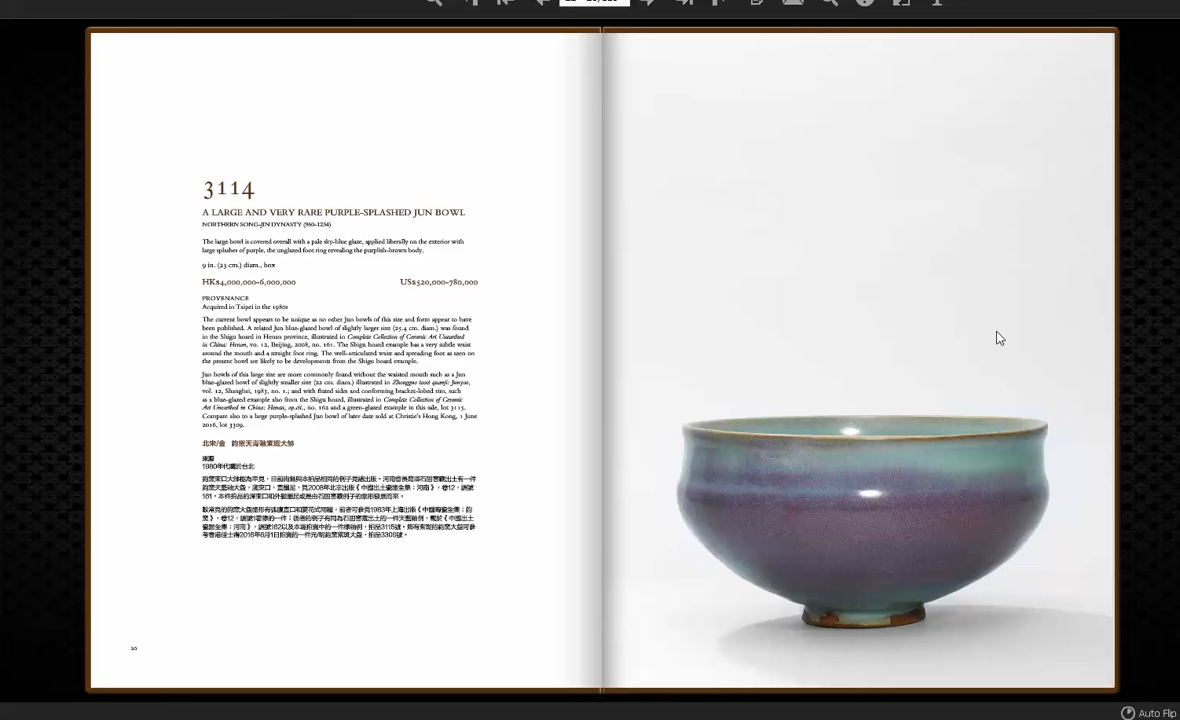 3114
A LARGE AND VERY RARE PURPLE-SPLASHED JUN BOWL
NORTHERN SONG-JIN DYNASTY (960-1234)
The large bowl is covered overall with a pale sky-blue glaze, applied liberally on the exterior with
large splashes of purple, the unglazed foot ring revealing the purplish-brown body.
9 in. (23 cm.) diam., box
HK$4,000,000-6,000,000 US$520,000-780,000
PROVENANCE
Acquired in Taipei in the 1980s
The current bowl appears to be unique as no other Jun bowls of this size and form appear to have
been published. A related Jun blue-glazed bowl of slightly larger size (25.4 cm. diam.) was found
in the Shigu hoard in Henan province, illustrated in Complete Collection of Ceramic Art Unearthed
in China: Henan, vo. 12, Beijing, 2008, no. 161. The Shigu hoard example has a very subtle waist
around the mouth and a straight foot ring. The well-articulated waist and spreading foot as seen on
the present bowl are likely to be developments from the Shigu hoard example.
Jun bowls of this large size are more commonly found without the waisted mouth such as a Jun
blue-glazed bowl of slightly smaller size (22 cm. diam.) illustrated in Zhongguo taoci quanji: Junyao,
vol. 12, Shanghai, 1983, no. 1.; and with fluted sides and conforming bracket-lobed rim, such
as a blue-glazed example also from the Shigu hoard, illustrated in Complete Collection of Ceramic
Art Unearthed in China: Henan, op.cit., no. 162 and a green-glazed example in this sale, lot 3115.
Compare also to a large purple-splashed Jun bowl of later date sold at Christie's Hong Kong, 1 June
2016, lot 3309.
北宋/金 鈞窯天青釉紫斑大缽
來源
1980年代購於台北
20
Auto Flip